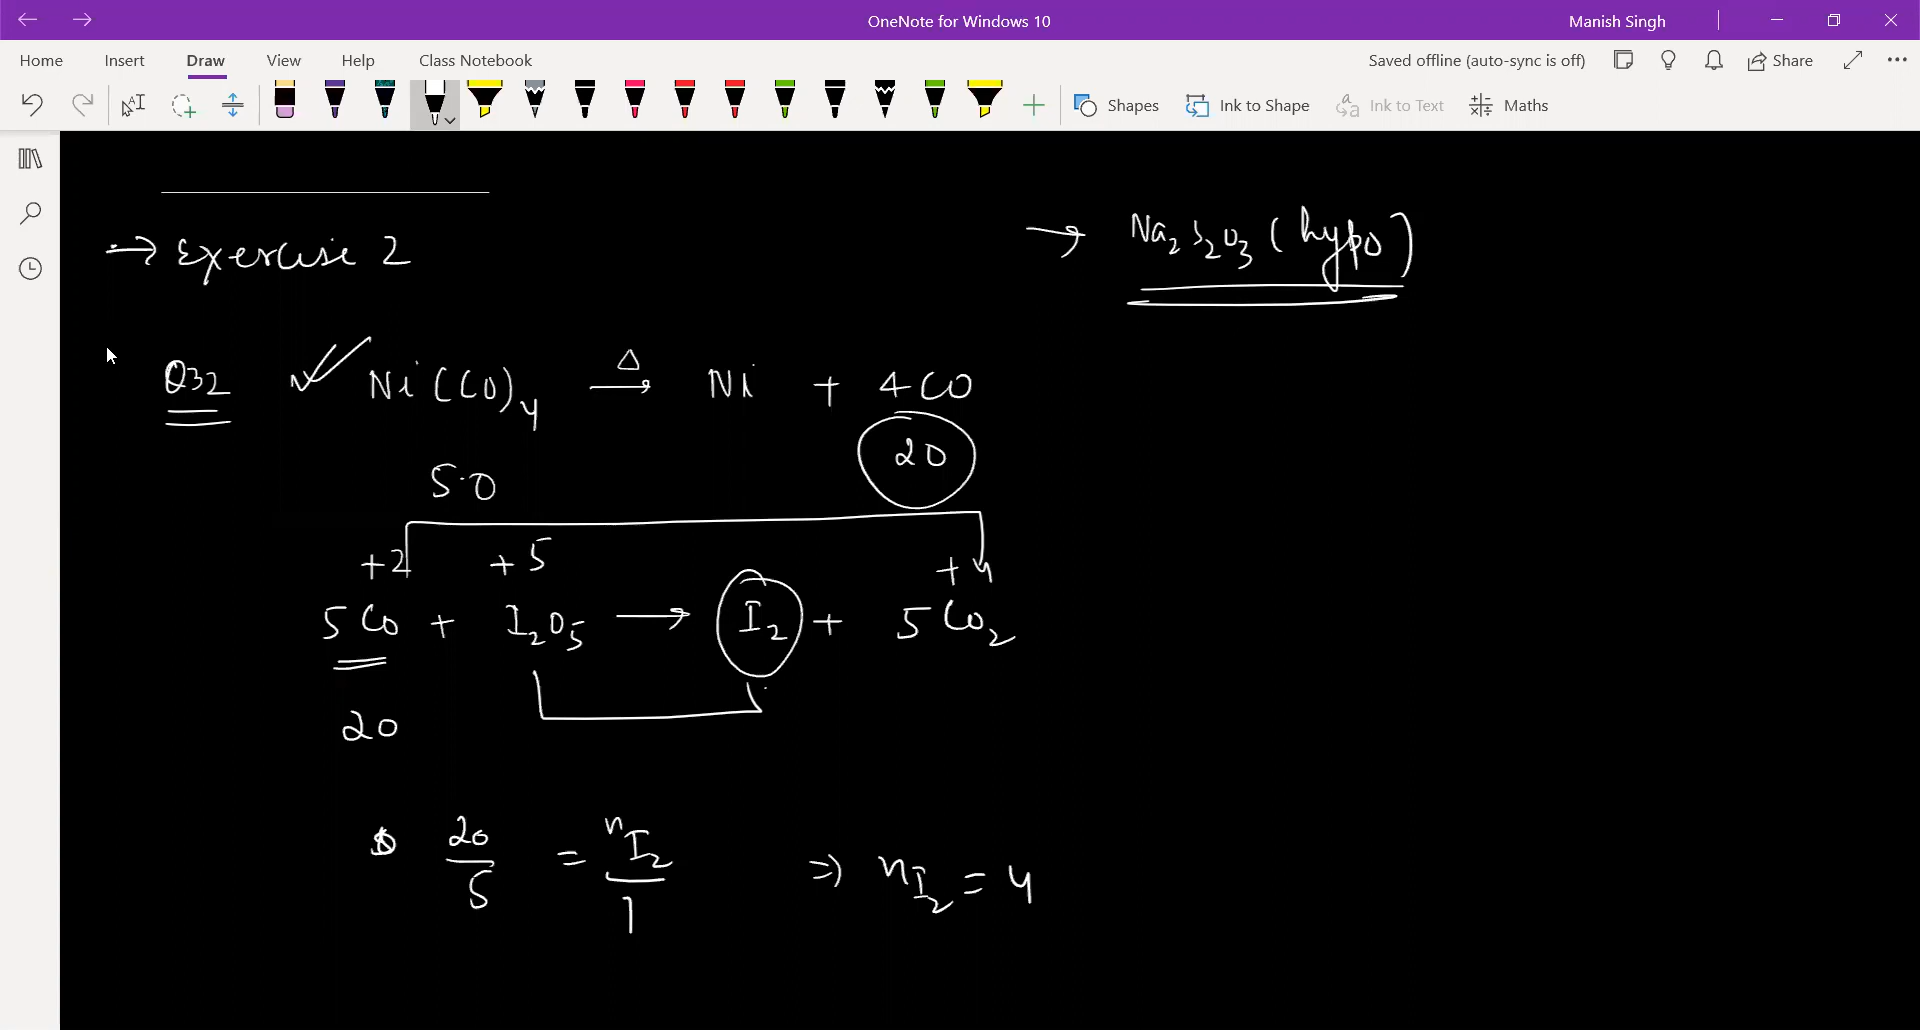 OneNote for Windows 10
Manish Singh
Home Insert Draw View Help Class Notebook
Saved offline (auto-sync is off) Share
Shapes Ink to Shape Ink to Text Maths
→ Exercise 2
→ Na₂S₂O₃ (hypo)
Q32 Ni(CO)₄ →Δ Ni + 4CO
5.0 20
+2 +5 +4
5CO + I₂O₅ → I₂ + 5CO₂
20
20/5 = nI₂/1 ⇒ nI₂ = 4